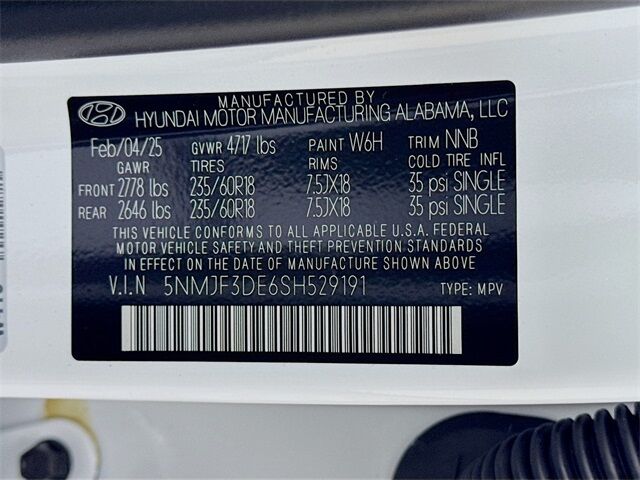 MANUFACTURED BY
HYUNDAI MOTOR MANUFACTURING ALABAMA, LLC
Feb/04/25 GVWR 4717 lbs PAINT W6H TRIM NNB
GAWR TIRES RIMS COLD TIRE INFL
FRONT 2778 lbs 235/60R18 7.5JX18 35 psi SINGLE
REAR 2646 lbs 235/60R18 7.5JX18 35 psi SINGLE
THIS VEHICLE CONFORMS TO ALL APPLICABLE U.S.A. FEDERAL
MOTOR VEHICLE SAFETY AND THEFT PREVENTION STANDARDS
IN EFFECT ON THE DATE OF MANUFACTURE SHOWN ABOVE.
V.I.N 5NMJF3DE6SH529191 TYPE: MPV